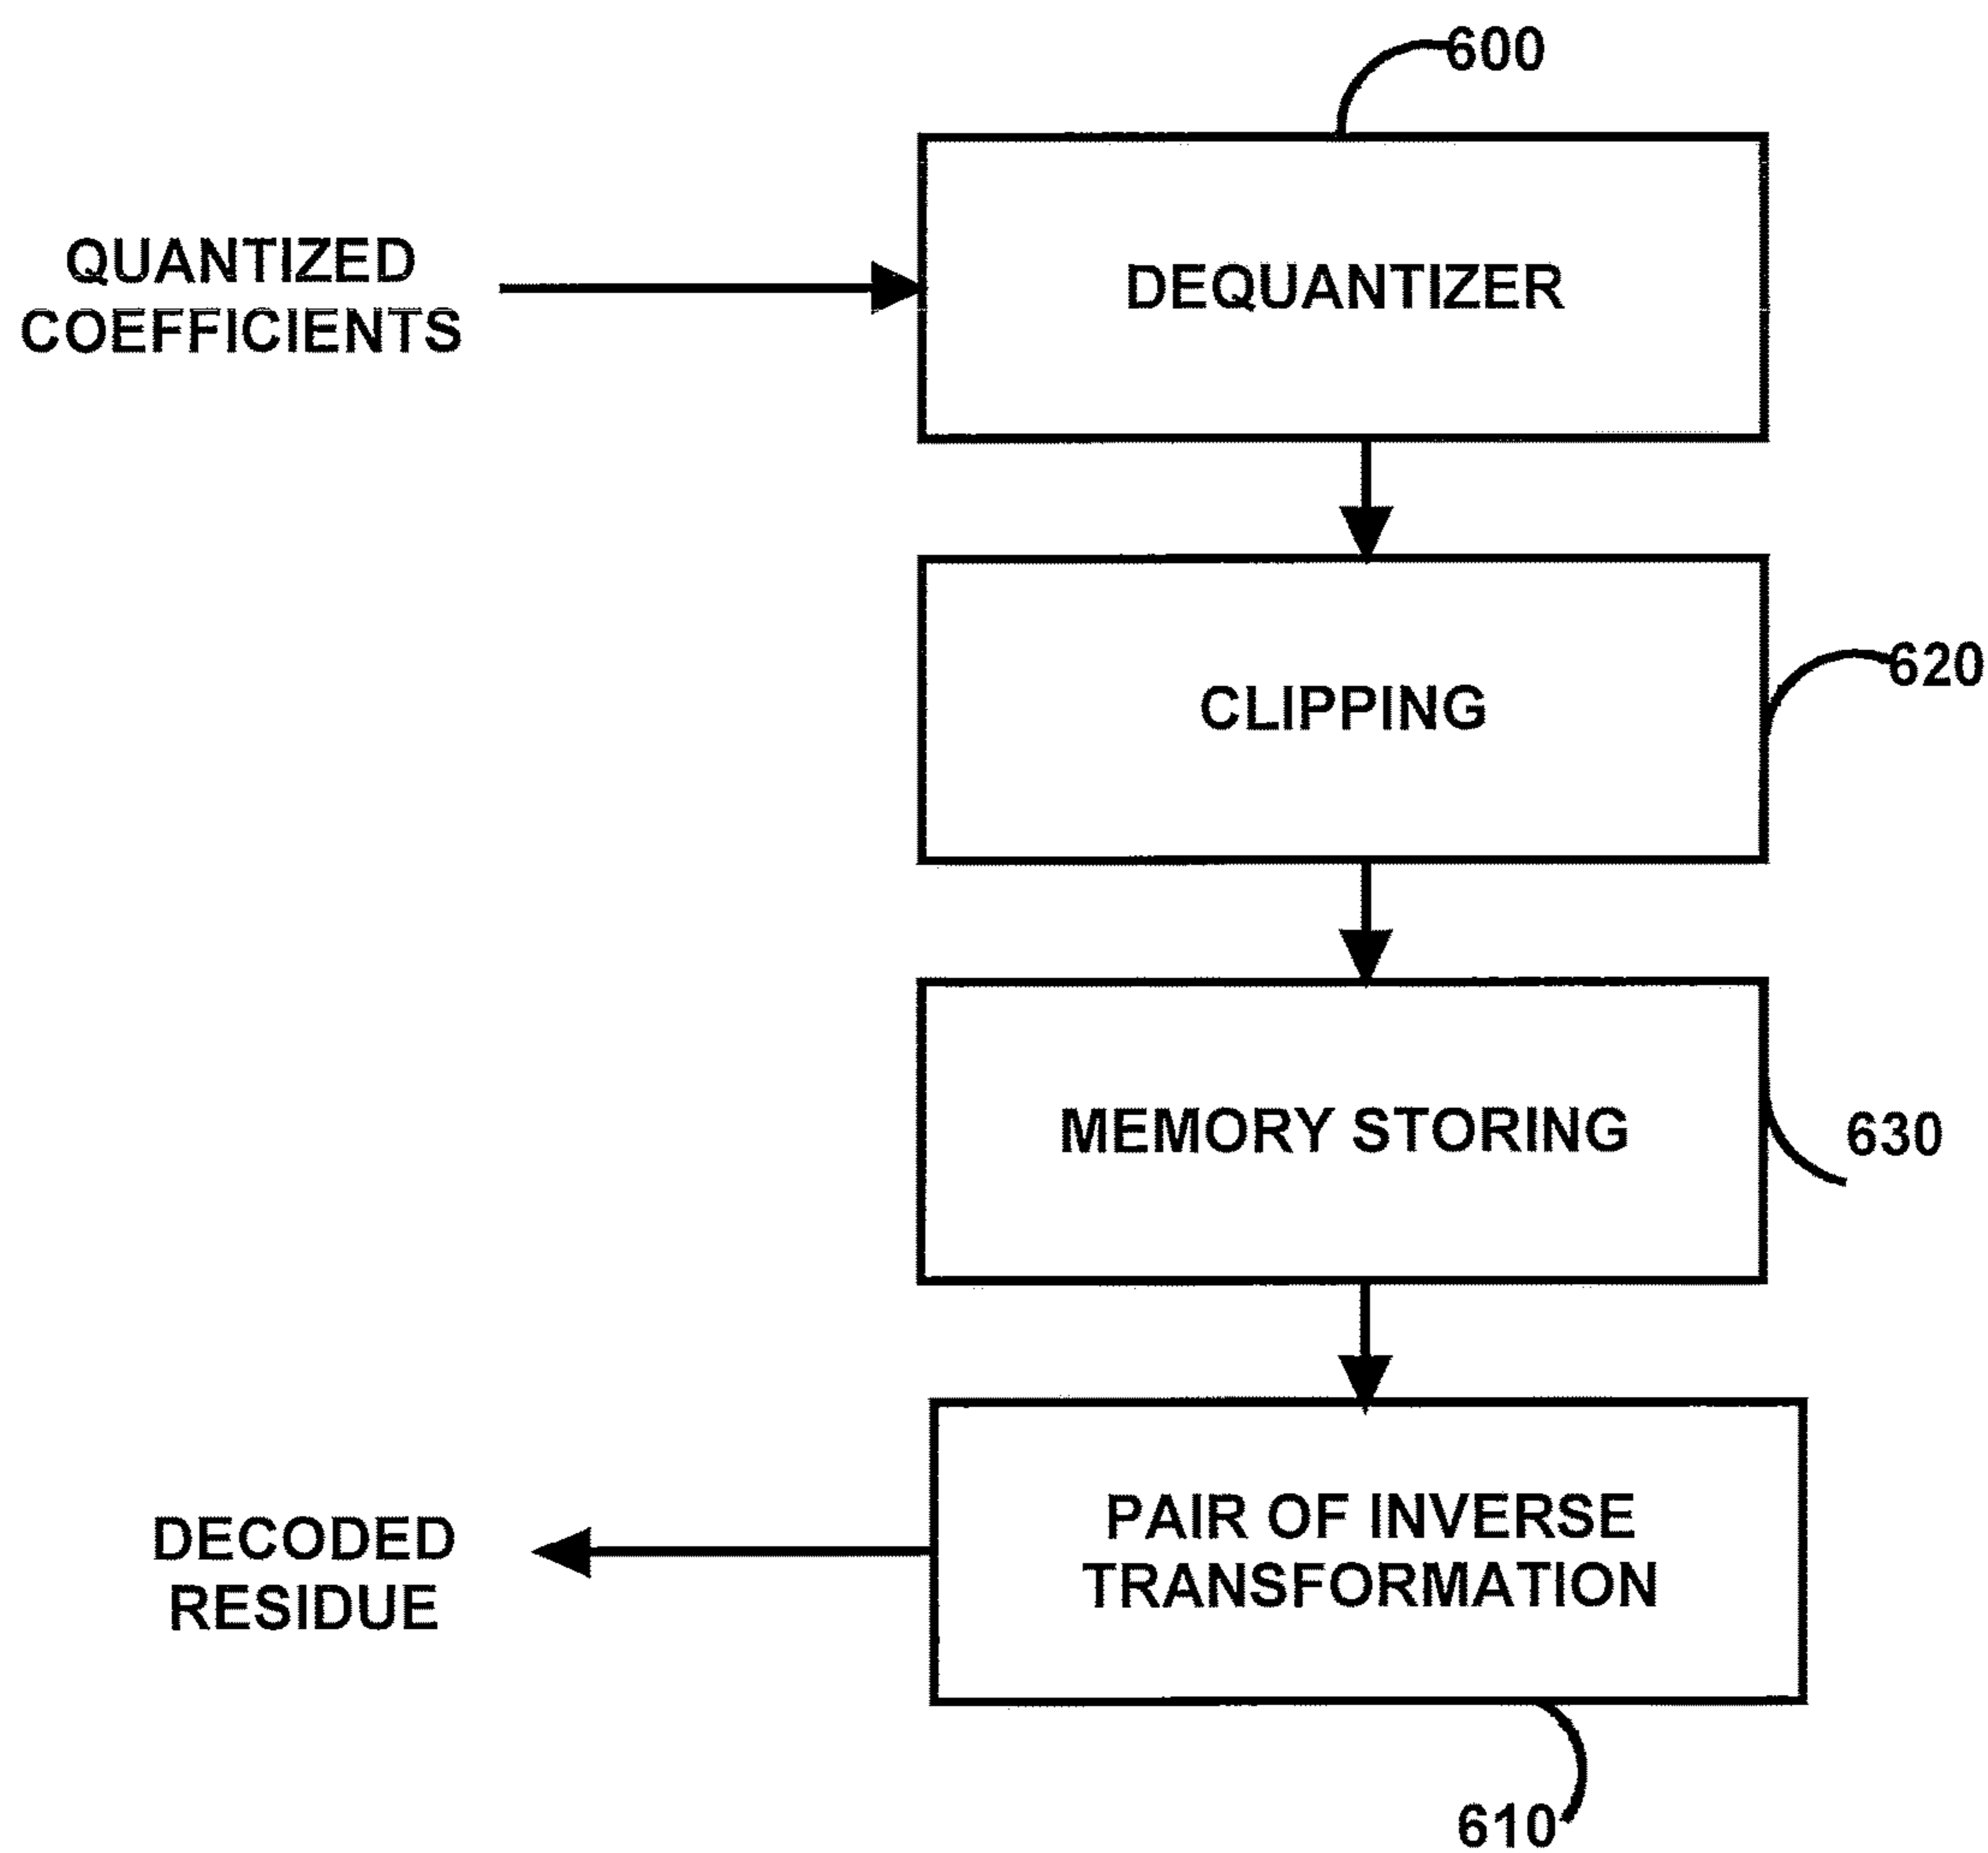 600
QUANTIZED
COEFFICIENTS
DEQUANTIZER
620
CLIPPING
MEMORY STORING
630
PAIR OF INVERSE
TRANSFORMATION
DECODED
RESIDUE
610